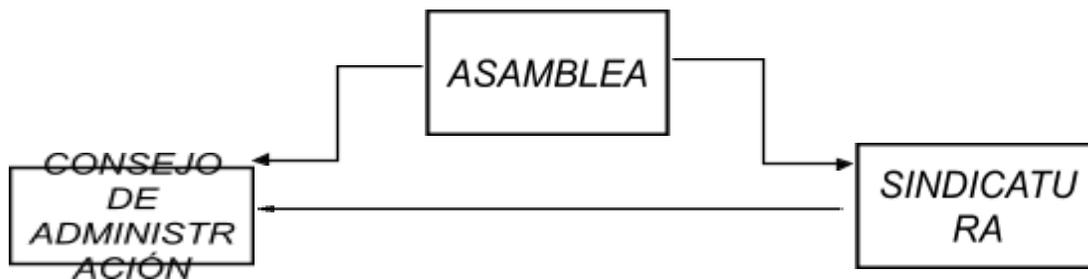 ASAMBLEA
CONSEJO
DE
ADMINISTR
ACIÓN
SINDICATU
RA